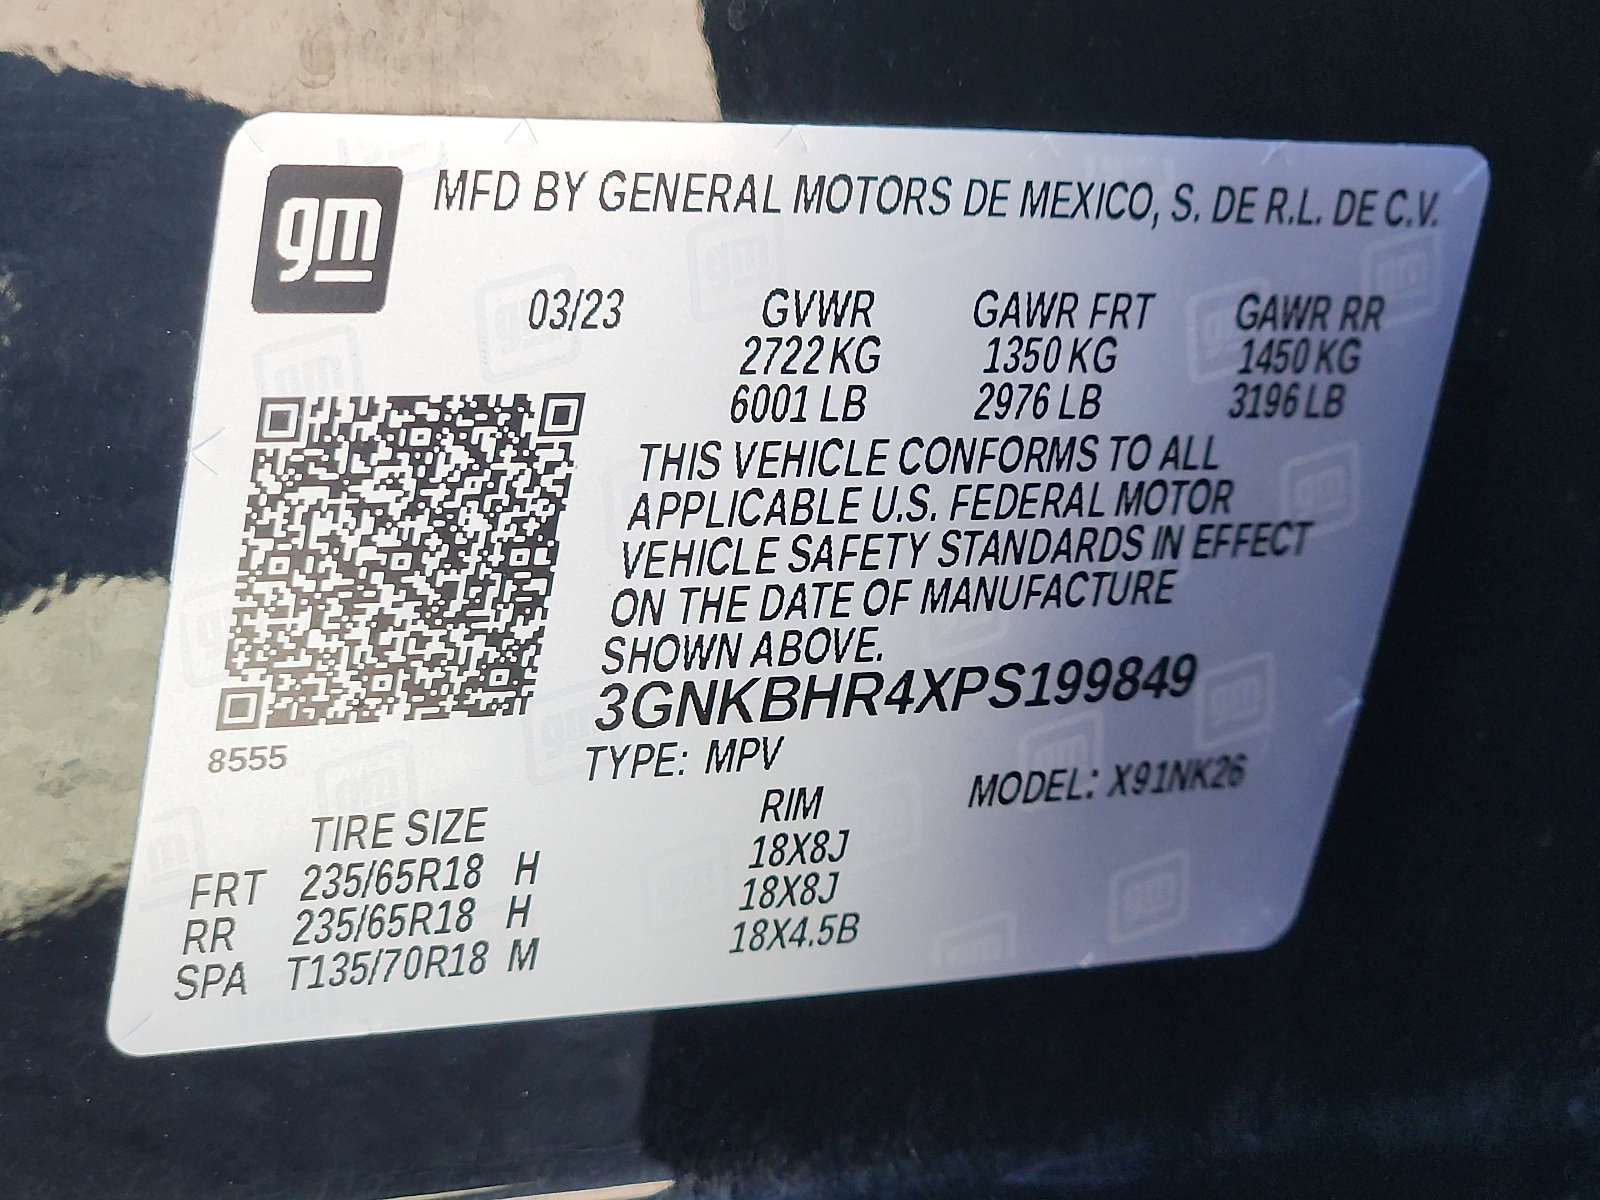 gm
MFD BY GENERAL MOTORS DE MEXICO, S. DE R.L. DE C.V.
03/23 GVWR GAWR FRT GAWR RR
2722 KG 1350 KG 1450 KG
6001 LB 2976 LB 3196 LB
THIS VEHICLE CONFORMS TO ALL
APPLICABLE U.S. FEDERAL MOTOR
VEHICLE SAFETY STANDARDS IN EFFECT
ON THE DATE OF MANUFACTURE
SHOWN ABOVE.
3GNKBHR4XPS199849
8555
TYPE: MPV MODEL: X91NK26
TIRE SIZE RIM
FRT 235/65R18 H 18X8J
RR 235/65R18 H 18X8J
SPA T135/70R18 M 18X4.5B